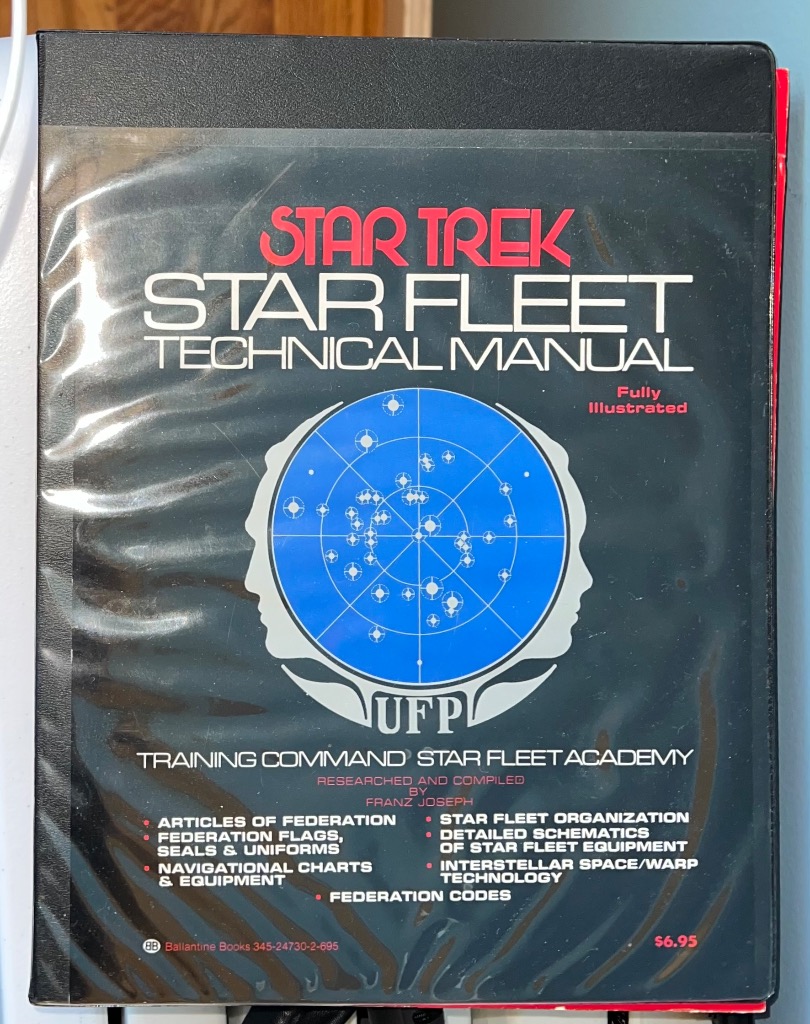 STAR TREK
STAR FLEET
TECHNICAL MANUAL
Fully
Illustrated
UFP
TRAINING COMMAND STAR FLEET ACADEMY
RESEARCHED AND COMPILED
BY
FRANZ JOSEPH
• ARTICLES OF FEDERATION
• FEDERATION FLAGS,
SEALS & UNIFORMS
• NAVIGATIONAL CHARTS
& EQUIPMENT
• STAR FLEET ORGANIZATION
• DETAILED SCHEMATICS
OF STAR FLEET EQUIPMENT
• INTERSTELLAR SPACE/WARP
TECHNOLOGY
• FEDERATION CODES
BB Ballantine Books 345-24730-2-695
$6.95